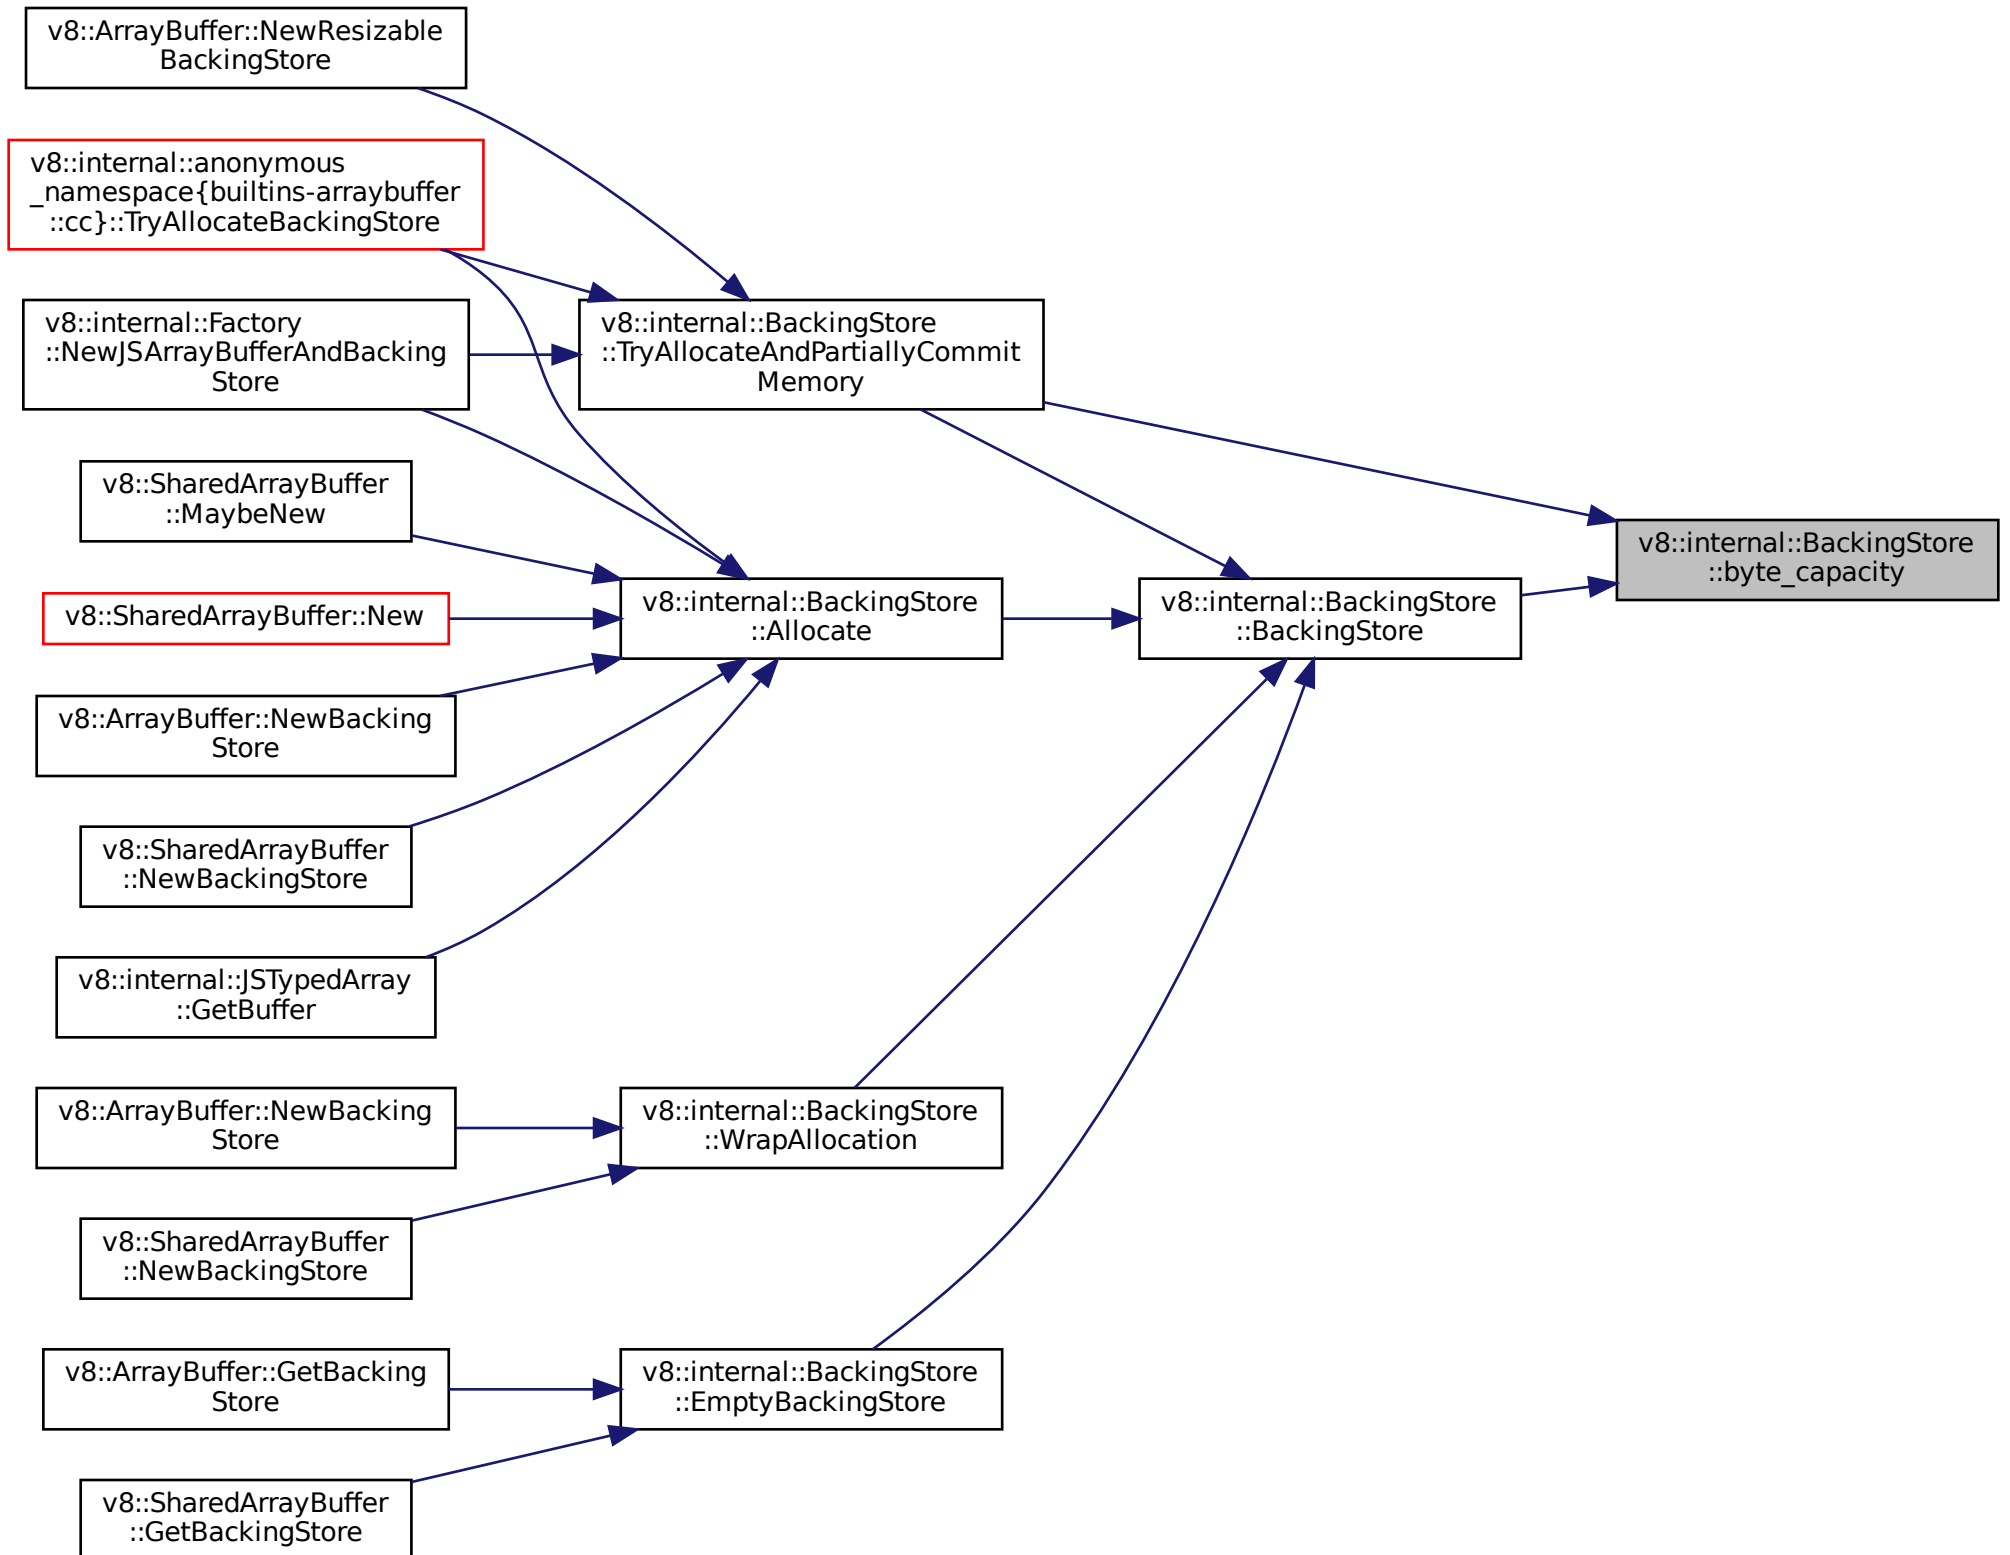 v8::ArrayBuffer::NewResizable
BackingStore
v8::internal::anonymous
_namespace{builtins-arraybuffer
::cc}::TryAllocateBackingStore
v8::internal::Factory
::NewJSArrayBufferAndBacking
Store
v8::internal::BackingStore
::TryAllocateAndPartiallyCommit
Memory
v8::SharedArrayBuffer
::MaybeNew
v8::internal::BackingStore
::byte_capacity
v8::SharedArrayBuffer::New
v8::internal::BackingStore
::Allocate
v8::internal::BackingStore
::BackingStore
v8::ArrayBuffer::NewBacking
Store
v8::SharedArrayBuffer
::NewBackingStore
v8::internal::JSTypedArray
::GetBuffer
v8::ArrayBuffer::NewBacking
Store
v8::internal::BackingStore
::WrapAllocation
v8::SharedArrayBuffer
::NewBackingStore
v8::ArrayBuffer::GetBacking
Store
v8::internal::BackingStore
::EmptyBackingStore
v8::SharedArrayBuffer
::GetBackingStore